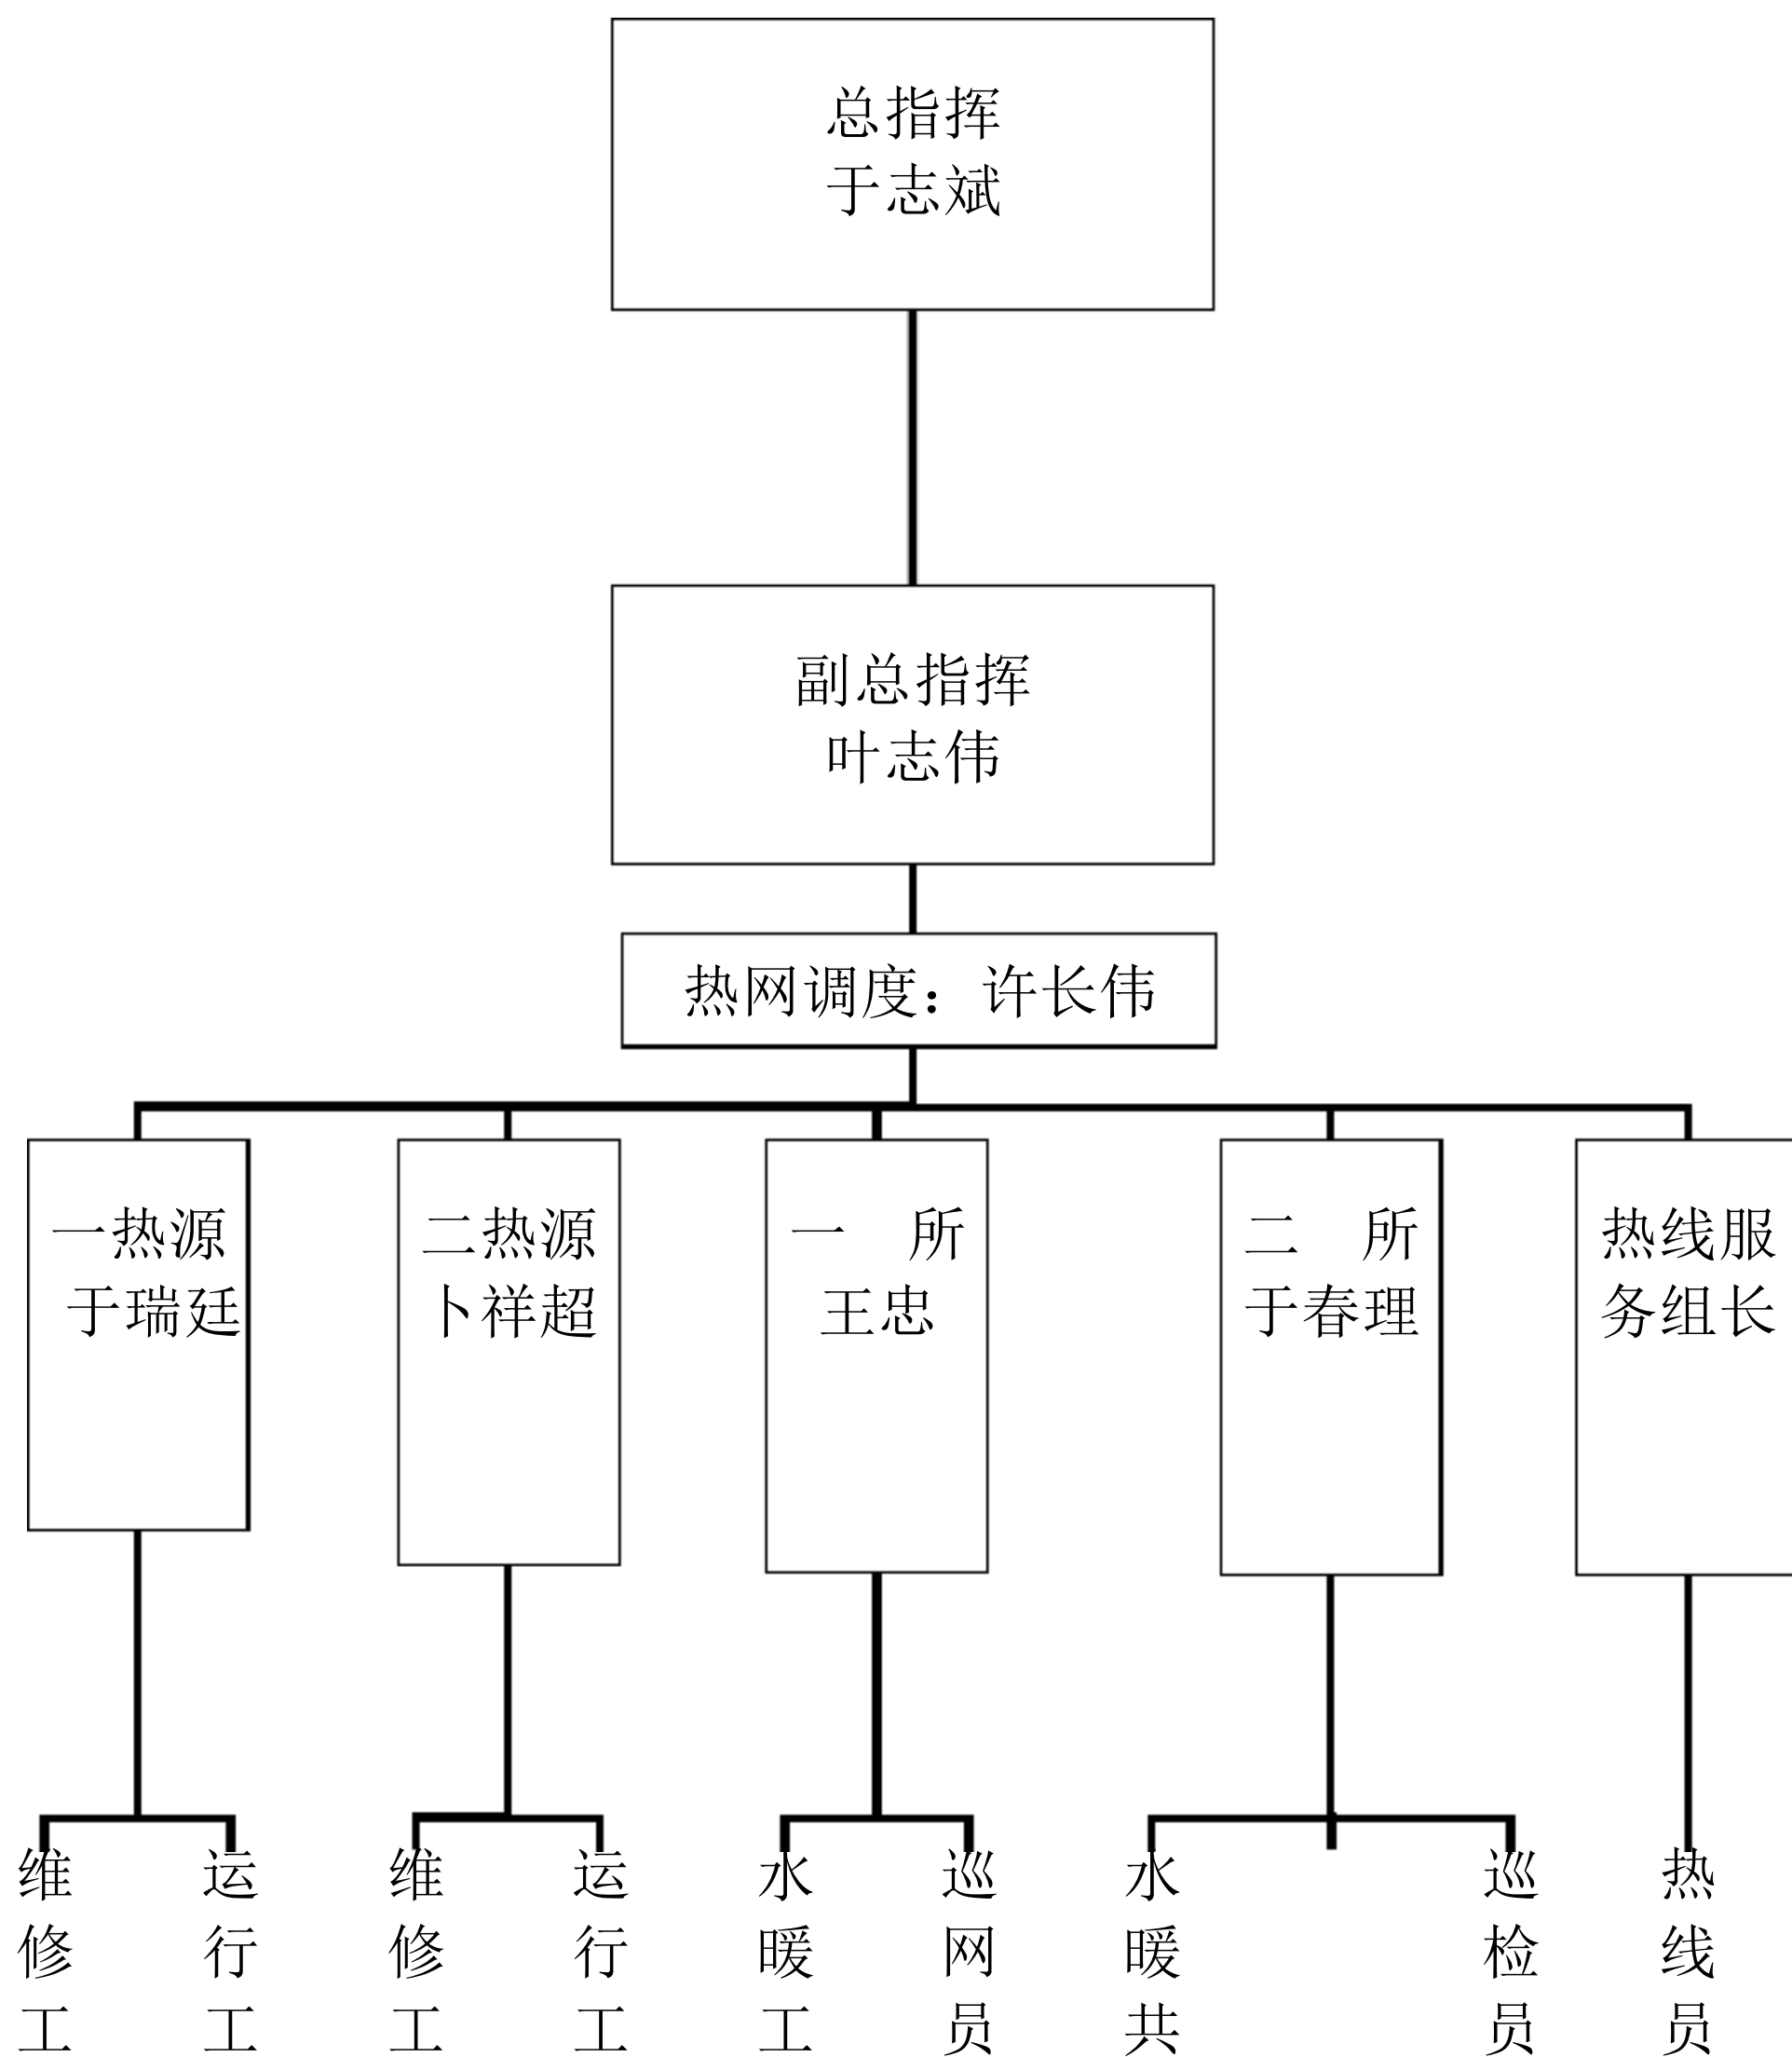 总指挥
于志斌
副总指挥
叶志伟
热网调度：许长伟
一热源
于瑞廷
二热源
卜祥超
一 所
王忠
二 所
于春理
热线服
务组长
维修工
运行工
维修工
运行工
水暖工
巡网员
水暖共
巡检员
热线员